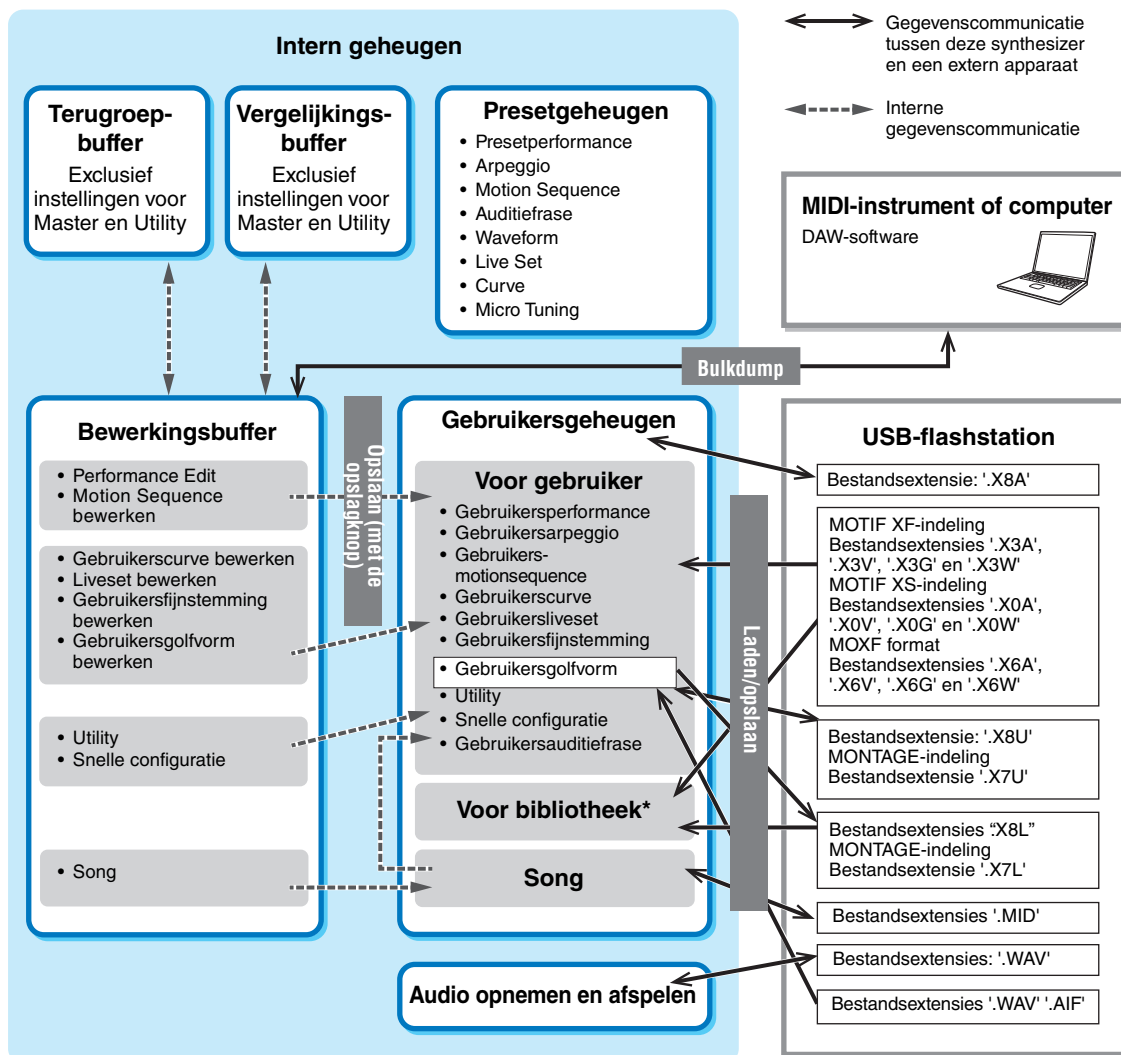 Intern geheugen
Terugroep-
buffer
Exclusief
instellingen voor
Master en Utility
Vergelijkings-
buffer
Exclusief
instellingen voor
Master en Utility
Presetgeheugen
• Presetperformance
• Arpeggio
• Motion Sequence
• Auditiefrase
• Waveform
• Live Set
• Curve
• Micro Tuning
Gegevenscommunicatie
tussen deze synthesizer
en een extern apparaat
Interne
gegevenscommunicatie
MIDI-instrument of computer
DAW-software
Bulkdump
Bewerkingsbuffer
• Performance Edit
• Motion Sequence
bewerken
• Gebruikerscurve bewerken
• Liveset bewerken
• Gebruikersfijnstemming
bewerken
• Gebruikersgolfvorm
bewerken
• Utility
• Snelle configuratie
• Song
Opslaan (met de
opslagknop)
Gebruikersgeheugen
Voor gebruiker
• Gebruikersperformance
• Gebruikersarpeggio
• Gebruikers-
motionsequence
• Gebruikerscurve
• Gebruikersliveset
• Gebruikersfijnstemming
• Gebruikersgolfvorm
• Utility
• Snelle configuratie
• Gebruikersauditiefrase
Voor bibliotheek*
Song
Audio opnemen en afspelen
Laden/opslaan
USB-flashstation
Bestandsextensie: '.X8A'
MOTIF XF-indeling
Bestandsextensies '.X3A',
'.X3V', '.X3G' en '.X3W'
MOTIF XS-indeling
Bestandsextensies '.X0A',
'.X0V', '.X0G' en '.X0W'
MOXF format
Bestandsextensies '.X6A',
'.X6V', '.X6G' en '.X6W'
Bestandsextensie: '.X8U'
MONTAGE-indeling
Bestandsextensie '.X7U'
Bestandsextensies “.X8L”
MONTAGE-indeling
Bestandsextensie '.X7L'
Bestandsextensies '.MID'
Bestandsextensies: '.WAV'
Bestandsextensies '.WAV' '.AIF'